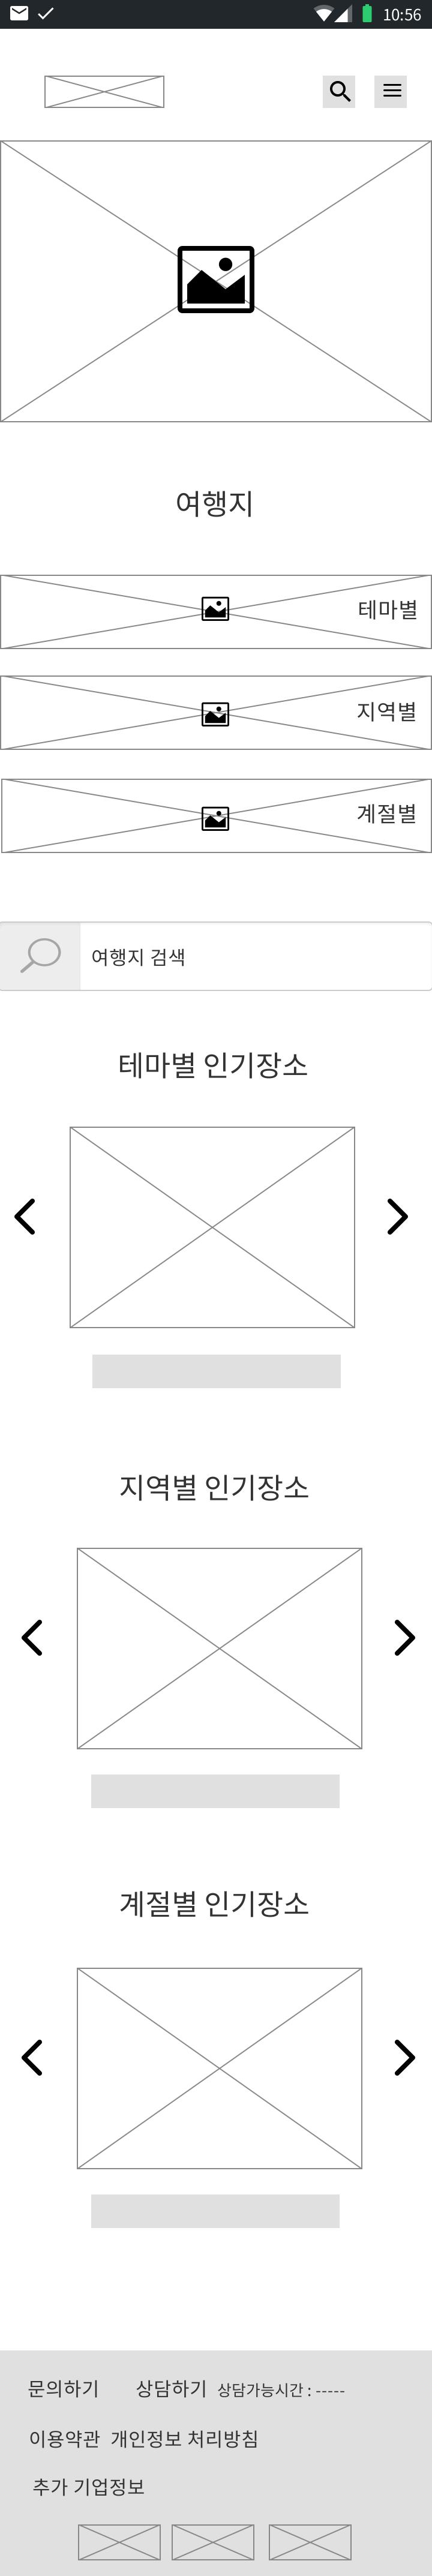 10:56
여행지
테마별
지역별
계절별
여행지 검색
테마별 인기장소
지역별 인기장소
계절별 인기장소
문의하기 상담하기 상담가능시간 : -----
이용약관 개인정보 처리방침
추가 기업정보